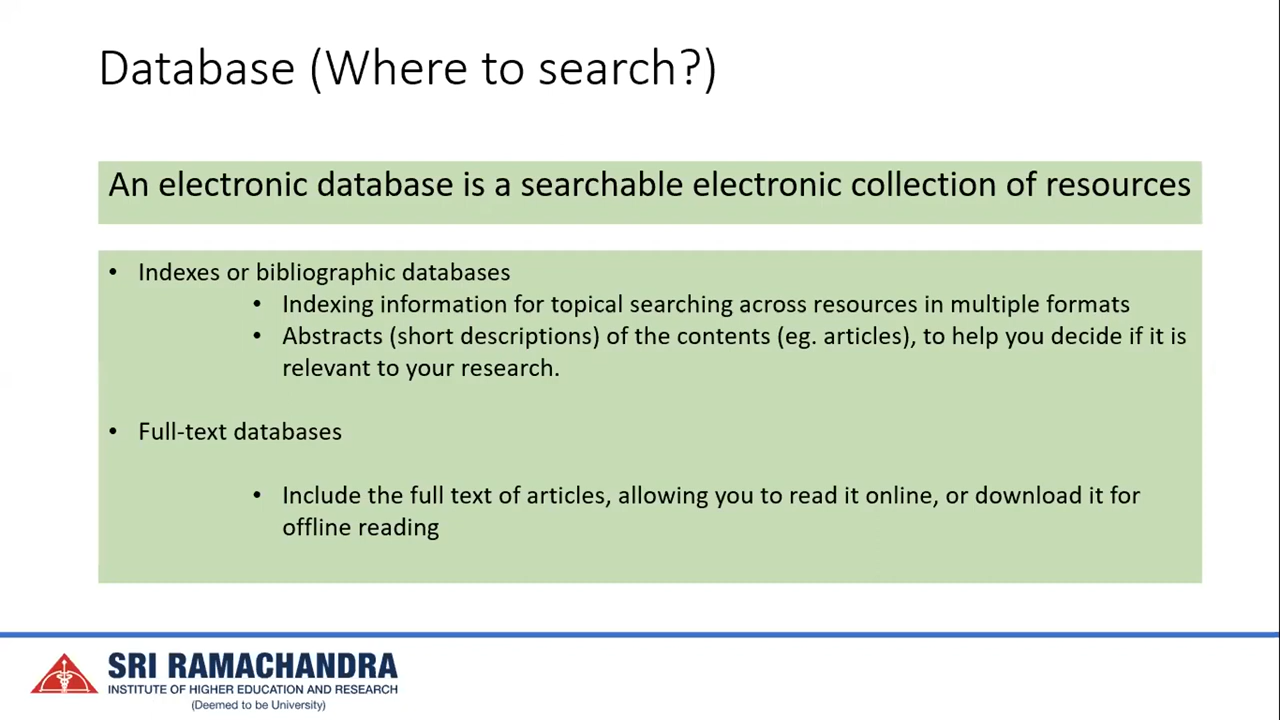 Database (Where to search?)
An electronic database is a searchable electronic collection of resources
• Indexes or bibliographic databases
• Indexing information for topical searching across resources in multiple formats
• Abstracts (short descriptions) of the contents (eg. articles), to help you decide if it is
relevant to your research.
• Full-text databases
• Include the full text of articles, allowing you to read it online, or download it for
offline reading
SRI RAMACHANDRA
INSTITUTE OF HIGHER EDUCATION AND RESEARCH
(Deemed to be University)